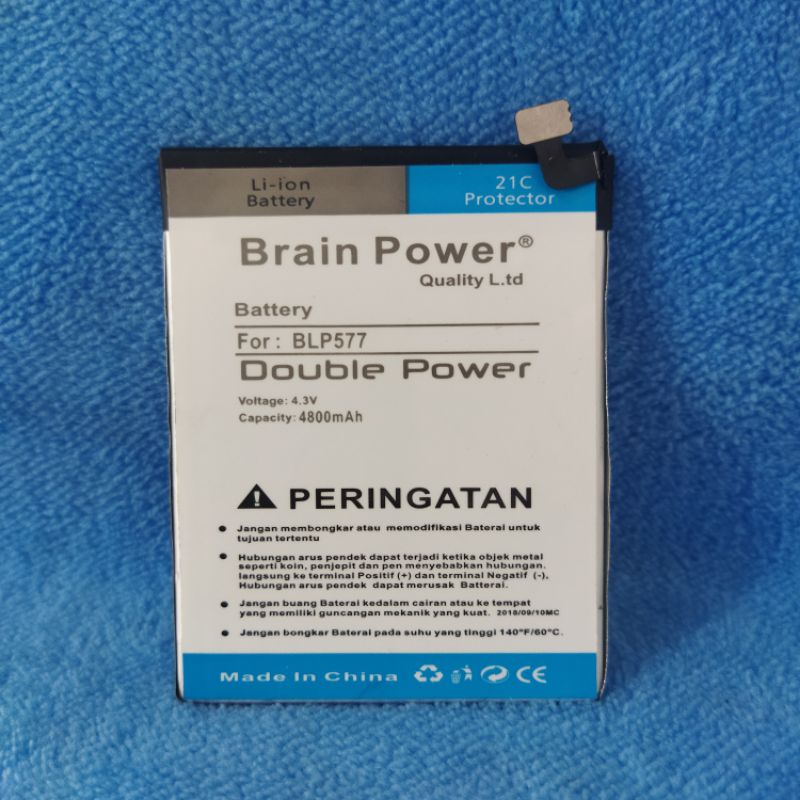 Li-ion
Battery
21C
Protector
Brain Power®
Quality L.td
Battery
For : BLP577
Double Power
Voltage: 4.3V
Capacity: 4800mAh
PERINGATAN
● Jangan membongkar atau memodifikasi Baterai untuk
tujuan tertentu
● Hubungan arus pendek dapat terjadi ketika objek metal
seperti koin, penjepit dan pen menyebabkan hubungan.
langsung ke terminal Positif (+) dan terminal Negatif (-),
Hubungan arus pendek dapat merusak Batterai.
● Jangan buang Baterai kedalam cairan atau ke tempat
yang memiliki guncangan mekanik yang kuat. 2018/09/10MC
● Jangan bongkar Baterai pada suhu yang tinggi 140°F/60°C.
Made In China
CE